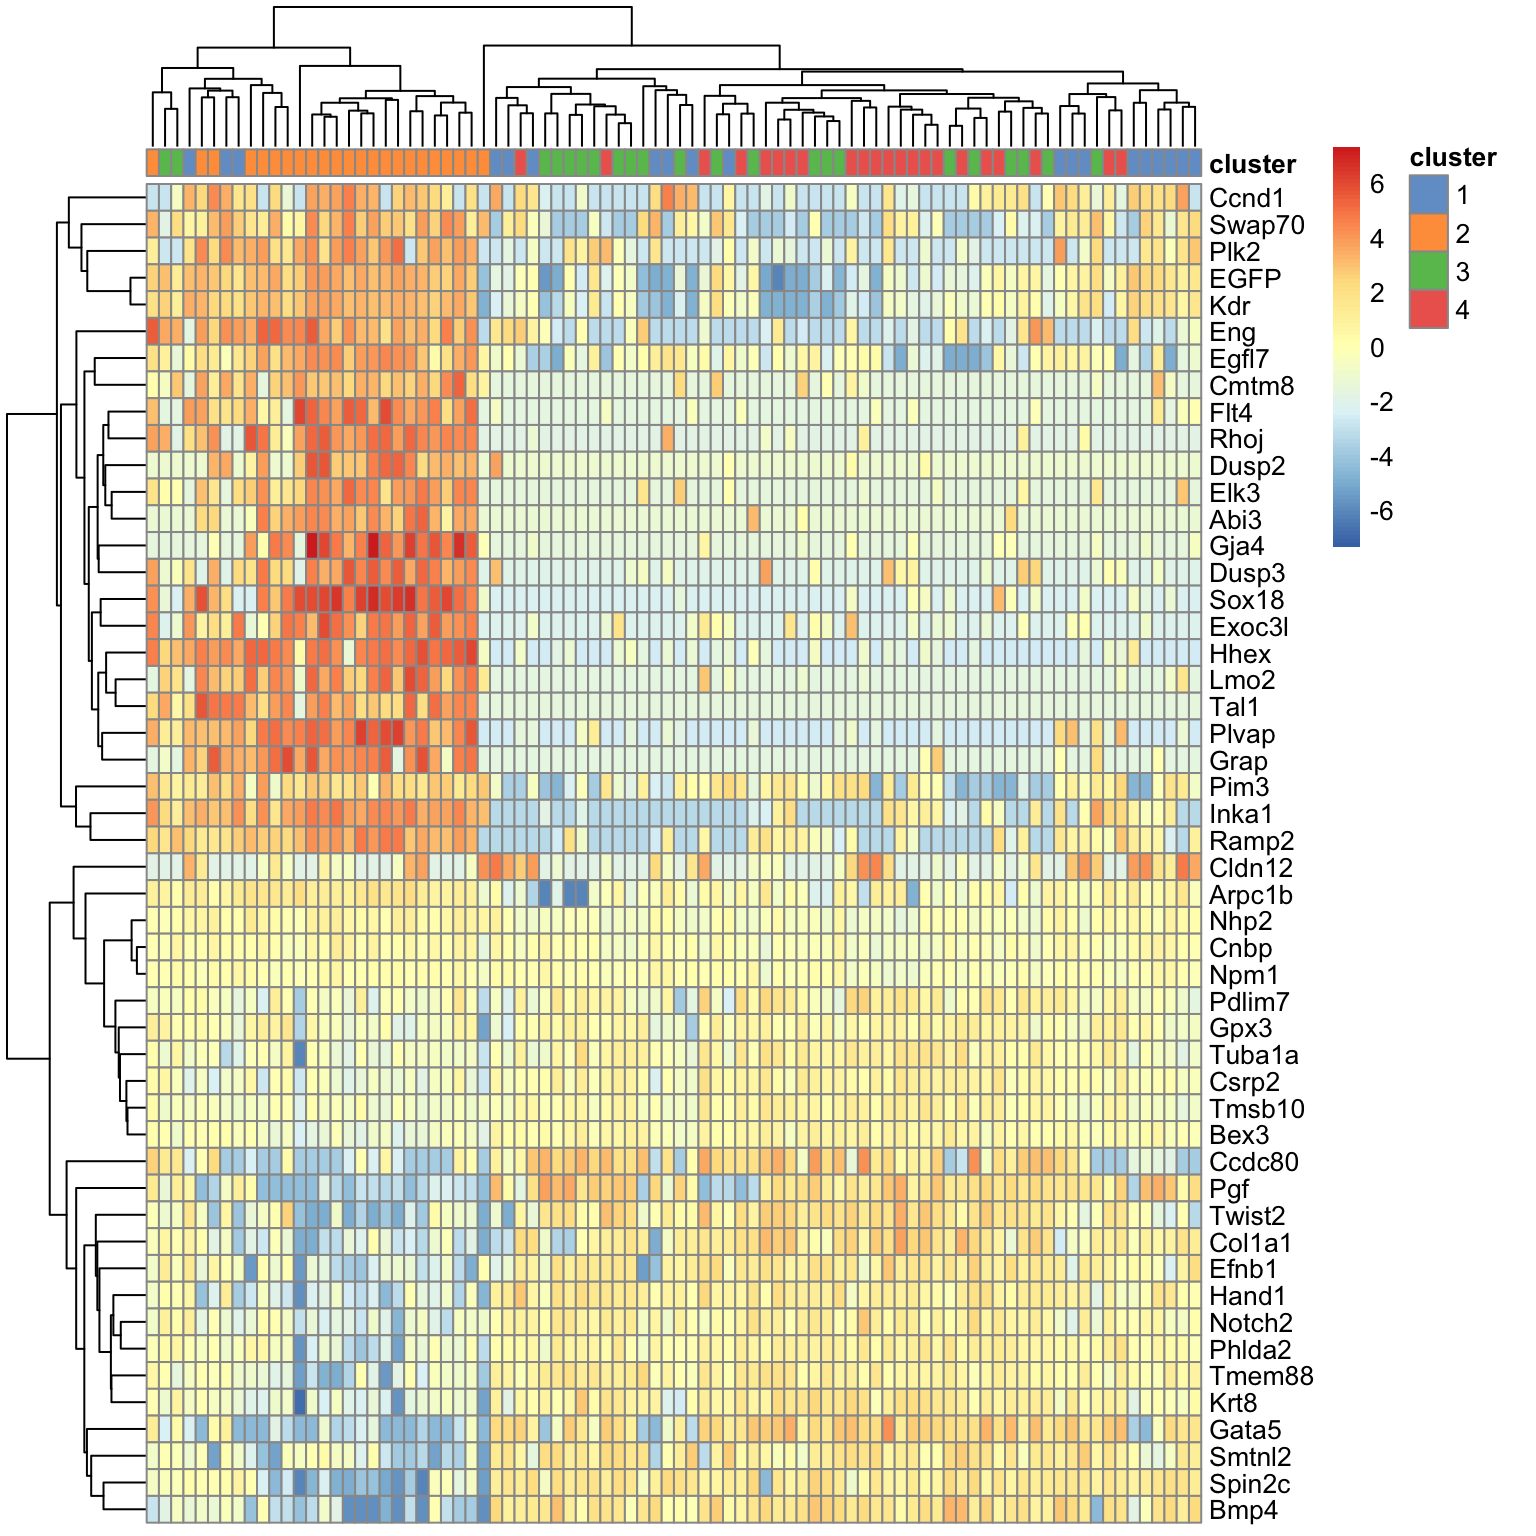 cluster
Ccnd1
Swap70
Plk2
EGFP
Kdr
Eng
Egfl7
Cmtm8
Flt4
Rhoj
Dusp2
Elk3
Abi3
Gja4
Dusp3
Sox18
Exoc3l
Hhex
Lmo2
Tal1
Plvap
Grap
Pim3
Inka1
Ramp2
Cldn12
Arpc1b
Nhp2
Cnbp
Npm1
Pdlim7
Gpx3
Tuba1a
Csrp2
Tmsb10
Bex3
Ccdc80
Pgf
Twist2
Col1a1
Efnb1
Hand1
Notch2
Phlda2
Tmem88
Krt8
Gata5
Smtnl2
Spin2c
Bmp4
6
4
2
0
-2
-4
-6
cluster
1
2
3
4